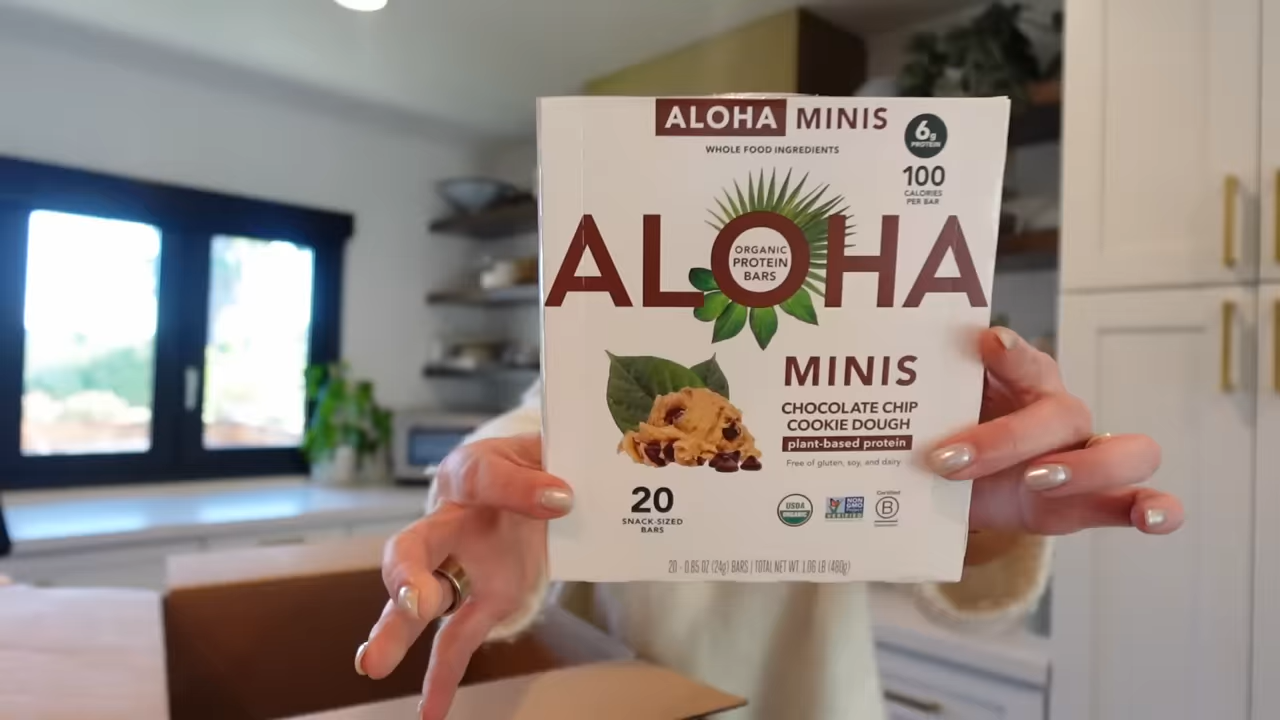 ALOHA MINIS
WHOLE FOOD INGREDIENTS
6g
PROTEIN
100
CALORIES
PER BAR
ALOHA
ORGANIC
PROTEIN
BARS
MINIS
CHOCOLATE CHIP
COOKIE DOUGH
plant-based protein
Free of gluten, soy, and dairy
20
SNACK-SIZED
BARS
USDA
ORGANIC
NON
GMO
VERIFIED
Certified
B
20 - 0.85 OZ (24g) BARS | TOTAL NET WT. 1.06 LB (480g)